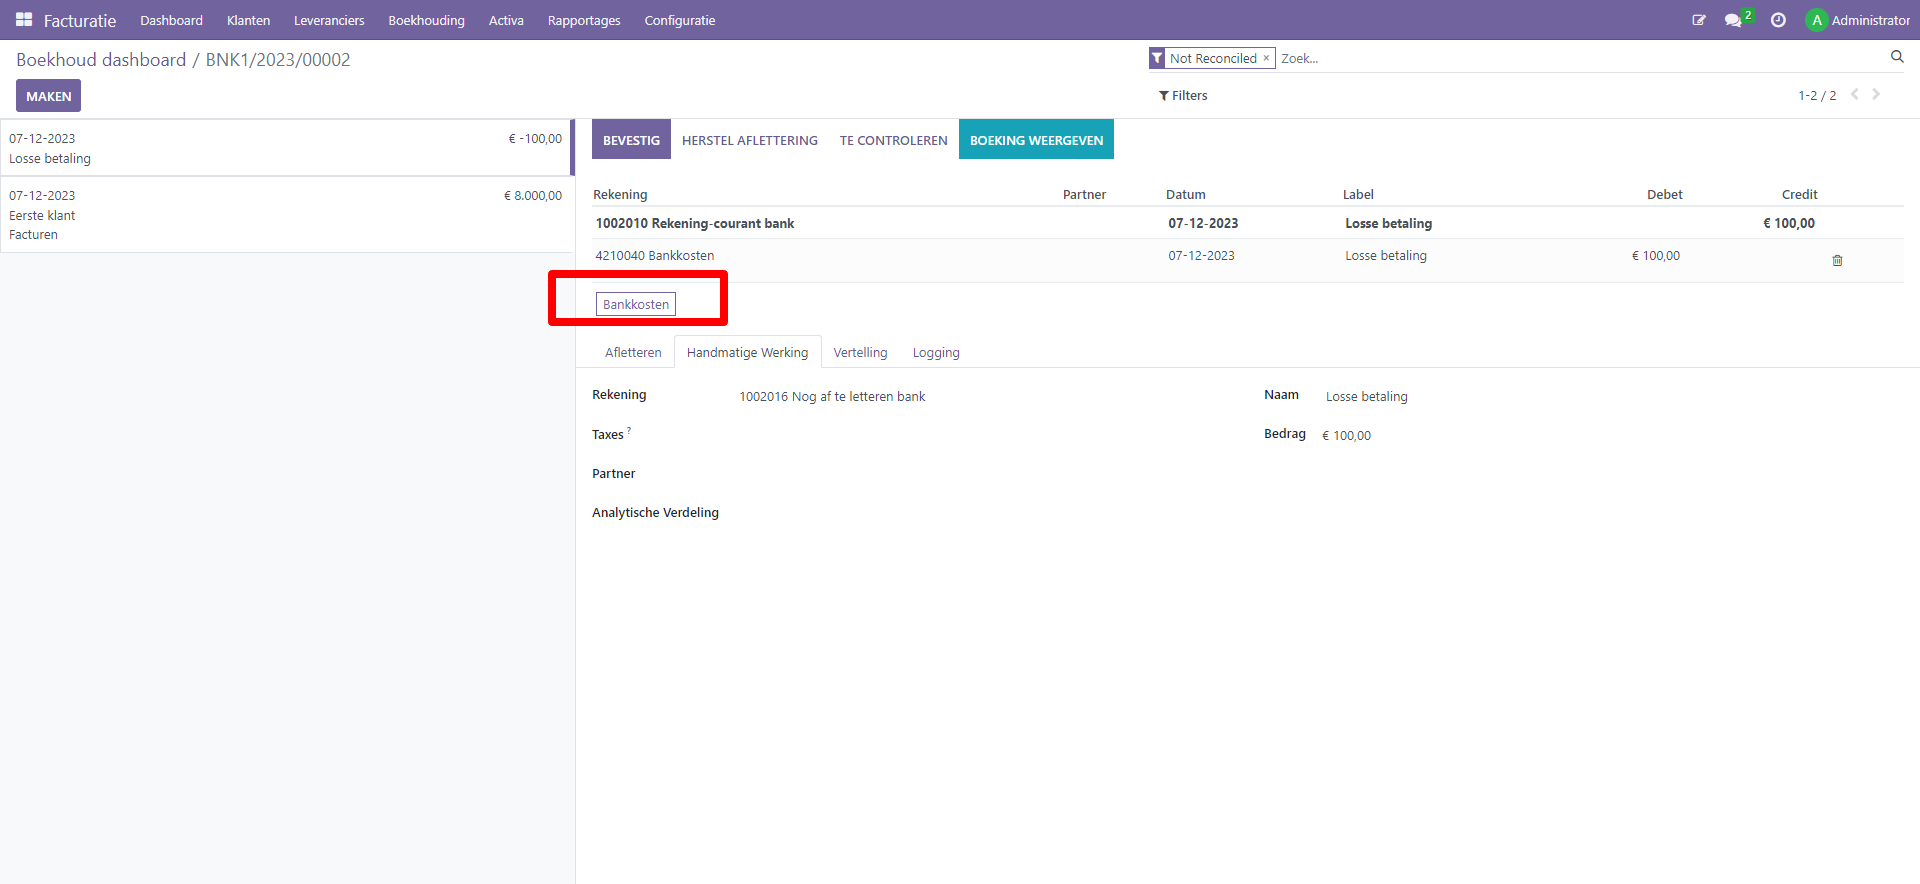 Facturatie Dashboard Klanten Leveranciers Boekhouding Activa Rapportages Configuratie 2 A Administrator
Boekhoud dashboard / BNK1/2023/00002
Not Reconciled × Zoek...
MAKEN
Filters 1-2 / 2
07-12-2023 € -100,00
Losse betaling
07-12-2023 € 8.000,00
Eerste klant
Facturen
BEVESTIG HERSTEL AFLETTERING TE CONTROLEREN BOEKING WEERGEVEN
Rekening Partner Datum Label Debet Credit
1002010 Rekening-courant bank 07-12-2023 Losse betaling € 100,00
4210040 Bankkosten 07-12-2023 Losse betaling € 100,00
Bankkosten
Afletteren Handmatige Werking Vertelling Logging
Rekening 1002016 Nog af te letteren bank Naam Losse betaling
Taxes ? Bedrag € 100,00
Partner
Analytische Verdeling